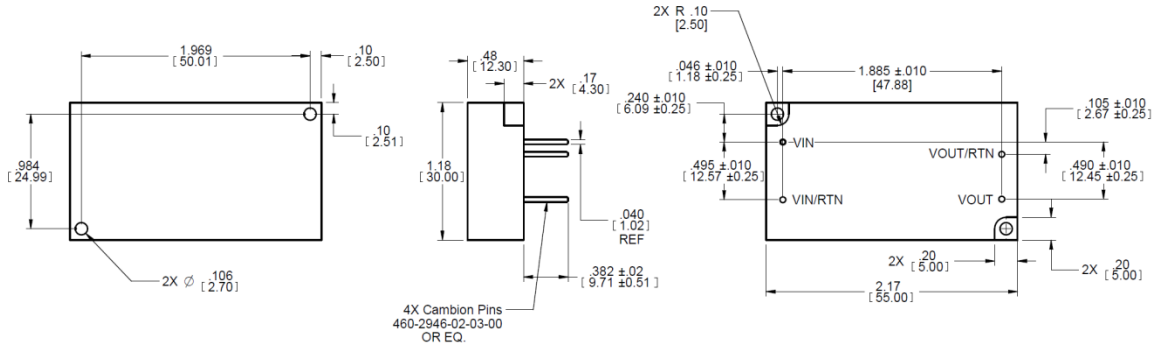 1.969
[ 50.01 ]
.10
[ 2.50 ]
.10
[ 2.51 ]
.984
[ 24.99 ]
2X Ø .106
[ 2.70 ]
.48
[ 12.30 ]
2X .17
[ 4.30 ]
1.18
[ 30.00 ]
.040
[ 1.02 ]
REF
.382 ±.02
[ 9.71 ±0.51 ]
4X Cambion Pins
460-2946-02-03-00
OR EQ.
2X R .10
[2.50]
.046 ±.010
[ 1.18 ±0.25 ]
1.885 ±.010
[47.88]
.240 ±.010
[ 6.09 ±0.25 ]
.105 ±.010
[ 2.67 ±0.25 ]
VIN
VOUT/RTN
.495 ±.010
[ 12.57 ±0.25 ]
.490 ±.010
[ 12.45 ±0.25 ]
VIN/RTN
VOUT
2X .20
[ 5.00 ]
2X .20
[ 5.00 ]
2.17
[ 55.00 ]